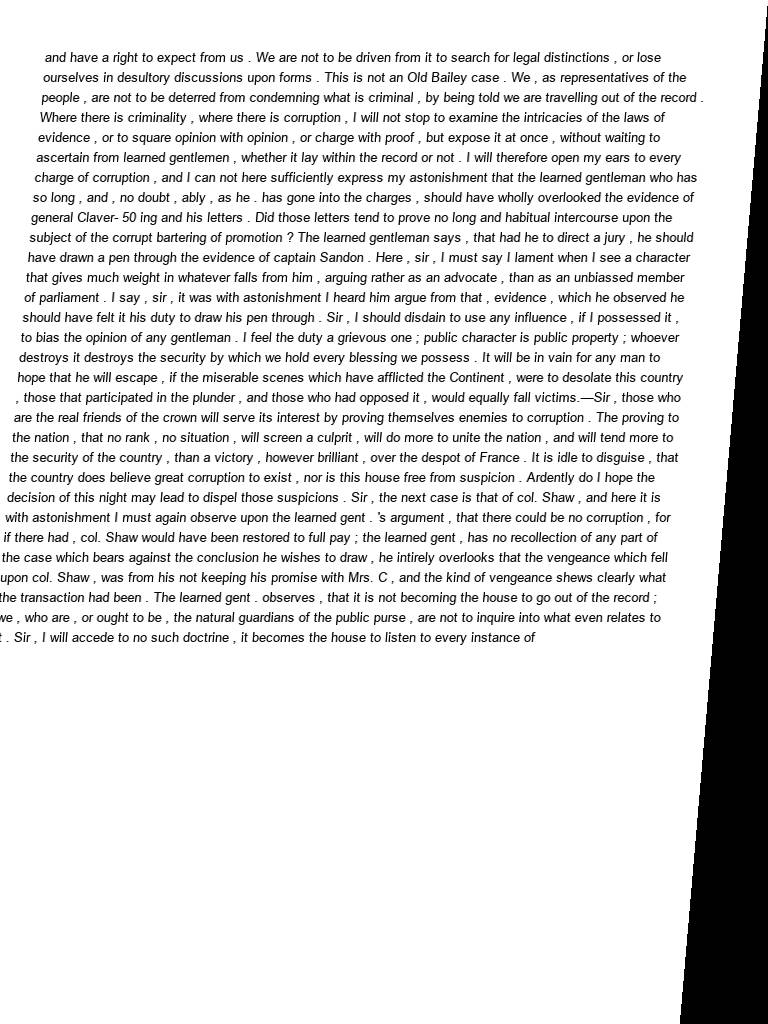 and have a right to expect from us . We are not to be driven from it to search for legal distinctions , or lose
ourselves in desultory discussions upon forms . This is not an Old Bailey case . We , as representatives of the
people , are not to be deterred from condemning what is criminal , by being told we are travelling out of the record .
Where there is criminality , where there is corruption , I will not stop to examine the intricacies of the laws of
evidence , or to square opinion with opinion , or charge with proof , but expose it at once , without waiting to
ascertain from learned gentlemen , whether it lay within the record or not . I will therefore open my ears to every
charge of corruption , and I can not here sufficiently express my astonishment that the learned gentleman who has
so long , and , no doubt , ably , as he . has gone into the charges , should have wholly overlooked the evidence of
general Claver- 50 ing and his letters . Did those letters tend to prove no long and habitual intercourse upon the
subject of the corrupt bartering of promotion ? The learned gentleman says , that had he to direct a jury , he should
have drawn a pen through the evidence of captain Sandon . Here , sir , I must say I lament when I see a character
that gives much weight in whatever falls from him , arguing rather as an advocate , than as an unbiassed member
of parliament . I say , sir , it was with astonishment I heard him argue from that , evidence , which he observed he
should have felt it his duty to draw his pen through . Sir , I should disdain to use any influence , if I possessed it ,
to bias the opinion of any gentleman . I feel the duty a grievous one ; public character is public property ; whoever
destroys it destroys the security by which we hold every blessing we possess . It will be in vain for any man to
hope that he will escape , if the miserable scenes which have afflicted the Continent , were to desolate this country
, those that participated in the plunder , and those who had opposed it , would equally fall victims.—Sir , those who
are the real friends of the crown will serve its interest by proving themselves enemies to corruption . The proving to
the nation , that no rank , no situation , will screen a culprit , will do more to unite the nation , and will tend more to
the security of the country , than a victory , however brilliant , over the despot of France . It is idle to disguise , that
the country does believe great corruption to exist , nor is this house free from suspicion . Ardently do I hope the
decision of this night may lead to dispel those suspicions . Sir , the next case is that of col. Shaw , and here it is
with astonishment I must again observe upon the learned gent . 's argument , that there could be no corruption , for
if there had , col. Shaw would have been restored to full pay ; the learned gent , has no recollection of any part of
the case which bears against the conclusion he wishes to draw , he intirely overlooks that the vengeance which fell
upon col. Shaw , was from his not keeping his promise with Mrs. C , and the kind of vengeance shews clearly what
the transaction had been . The learned gent . observes , that it is not becoming the house to go out of the record ;
we , who are , or ought to be , the natural guardians of the public purse , are not to inquire into what even relates to
. Sir , I will accede to no such doctrine , it becomes the house to listen to every instance of